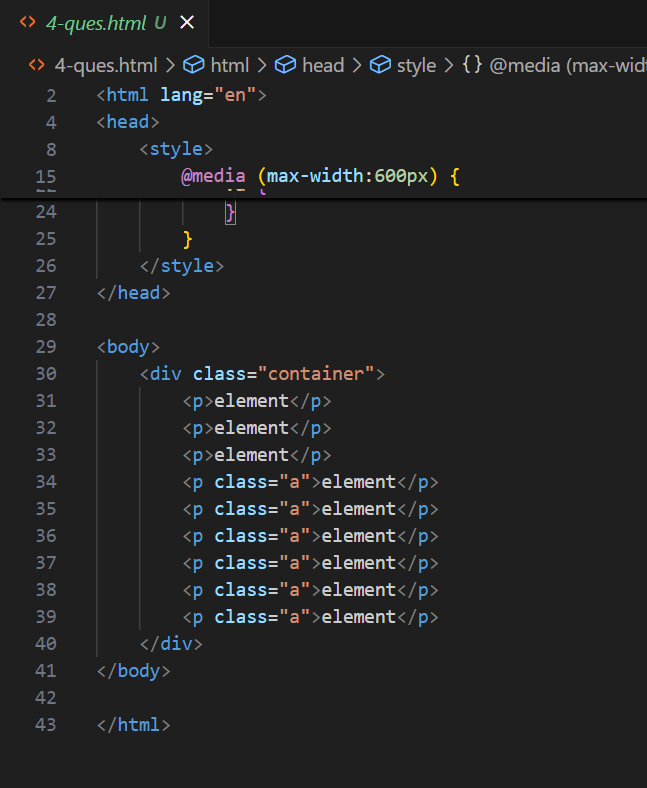 4-ques.html U
4-ques.html > html > head > style > {} @media (max-wid
2 <html lang="en">
4 <head>
8 <style>
15 @media (max-width:600px) {
24 }
25 }
26 </style>
27 </head>
28
29 <body>
30 <div class="container">
31 <p>element</p>
32 <p>element</p>
33 <p>element</p>
34 <p class="a">element</p>
35 <p class="a">element</p>
36 <p class="a">element</p>
37 <p class="a">element</p>
38 <p class="a">element</p>
39 <p class="a">element</p>
40 </div>
41 </body>
42
43 </html>